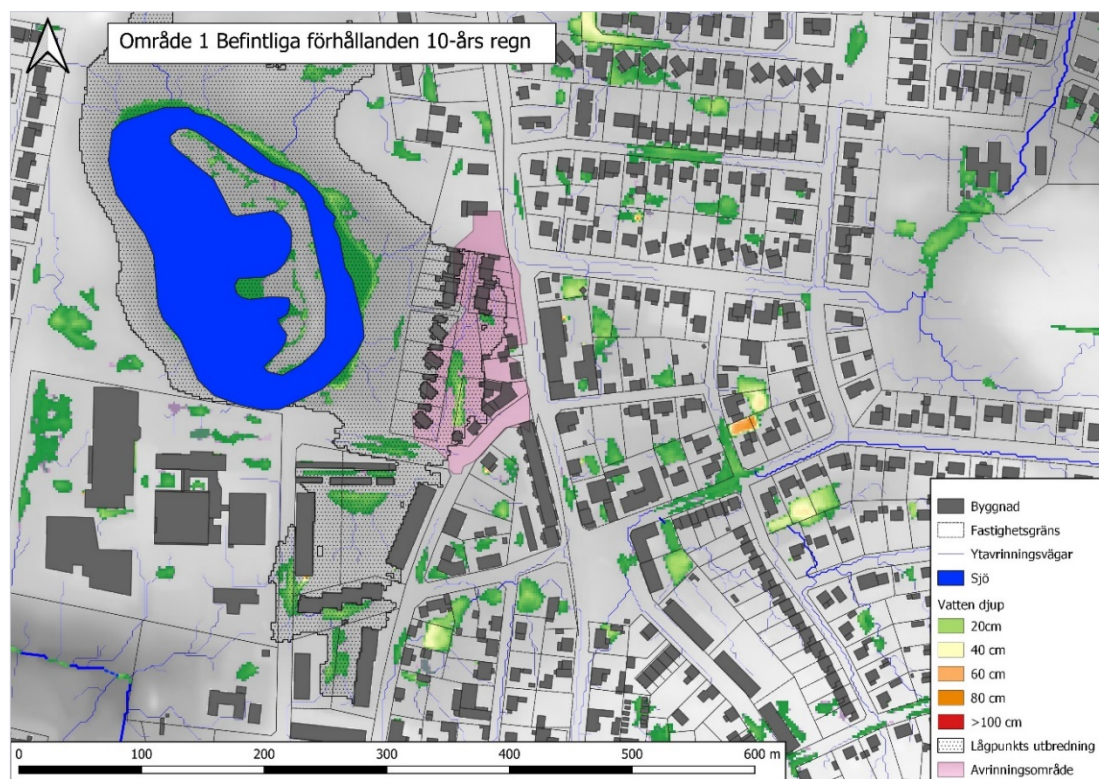 Område 1 Befintliga förhållanden 10-års regn
Byggnad
Fastighetsgräns
Ytavrinningsvägar
Sjö
Vatten djup
20cm
40 cm
60 cm
80 cm
>100 cm
Lågpunkts utbredning
Avrinningsområde
0 100 200 300 400 500 600 m